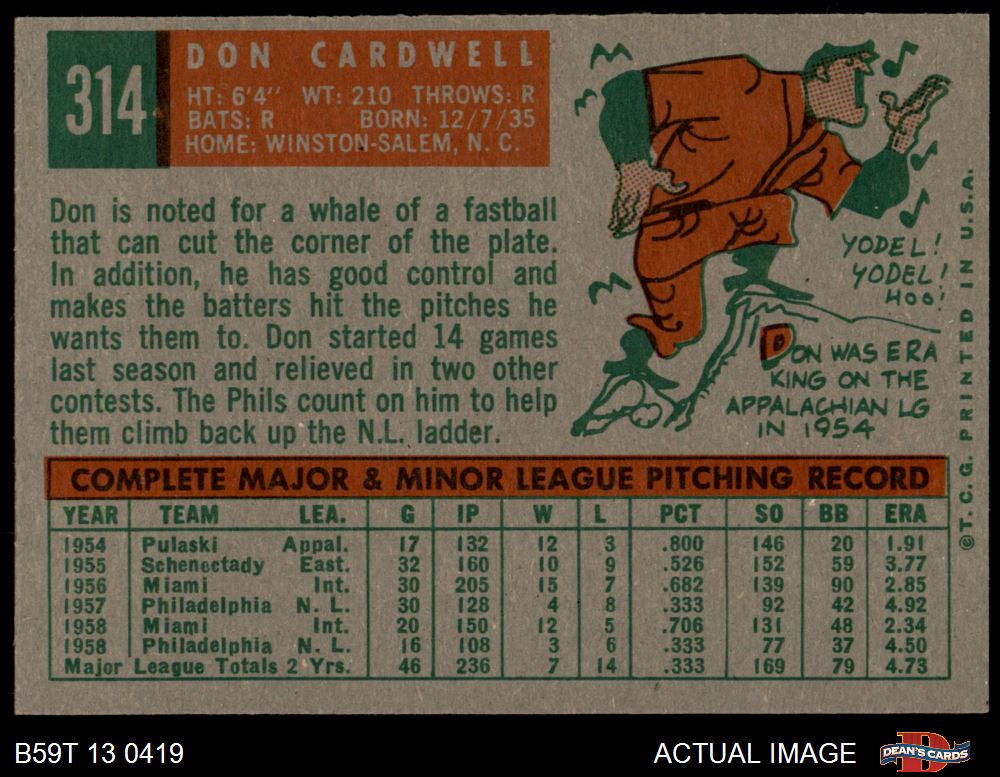 314
DON CARDWELL
HT: 6'4" WT: 210 THROWS: R
BATS: R BORN: 12/7/35
HOME: WINSTON-SALEM, N. C.
Don is noted for a whale of a fastball
that can cut the corner of the plate.
In addition, he has good control and
makes the batters hit the pitches he
wants them to. Don started 14 games
last season and relieved in two other
contests. The Phils count on him to help
them climb back up the N.L. ladder.
YODEL!
YODEL!
HOO!
DON WAS ERA
KING ON THE
APPALACHIAN LG
IN 1954
©T. C. G. PRINTED IN U.S.A.
COMPLETE MAJOR & MINOR LEAGUE PITCHING RECORD
YEAR TEAM LEA. G IP W L PCT SO BB ERA
1954 Pulaski Appal. 17 132 12 3 .800 146 20 1.91
1955 Schenectady East. 32 160 10 9 .526 152 59 3.77
1956 Miami Int. 30 205 15 7 .682 139 90 2.85
1957 Philadelphia N. L. 30 128 4 8 .333 92 42 4.92
1958 Miami Int. 20 150 12 5 .706 131 48 2.34
1958 Philadelphia N. L. 16 108 3 6 .333 77 37 4.50
Major League Totals 2 Yrs. 46 236 7 14 .333 169 79 4.73
B59T 13 0419
ACTUAL IMAGE
D
DEAN'S CARDS